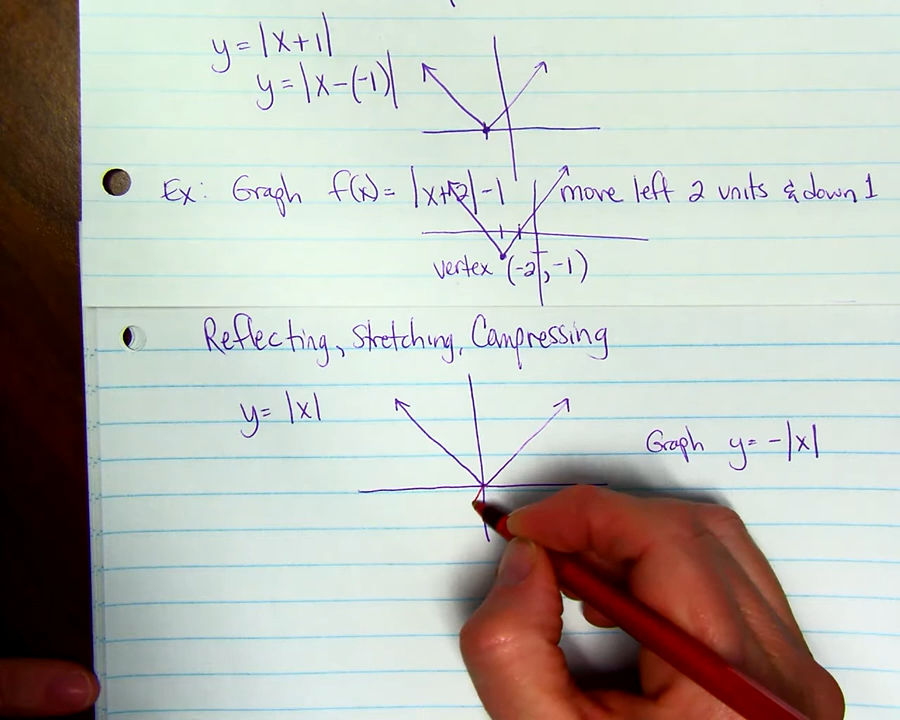 y = |x+1|
y = |x-(-1)|
Ex: Graph f(x) = |x+2|-1 move left 2 units & down 1
vertex (-2,-1)
Reflecting, Stretching, Compressing
y = |x|
Graph y = -|x|